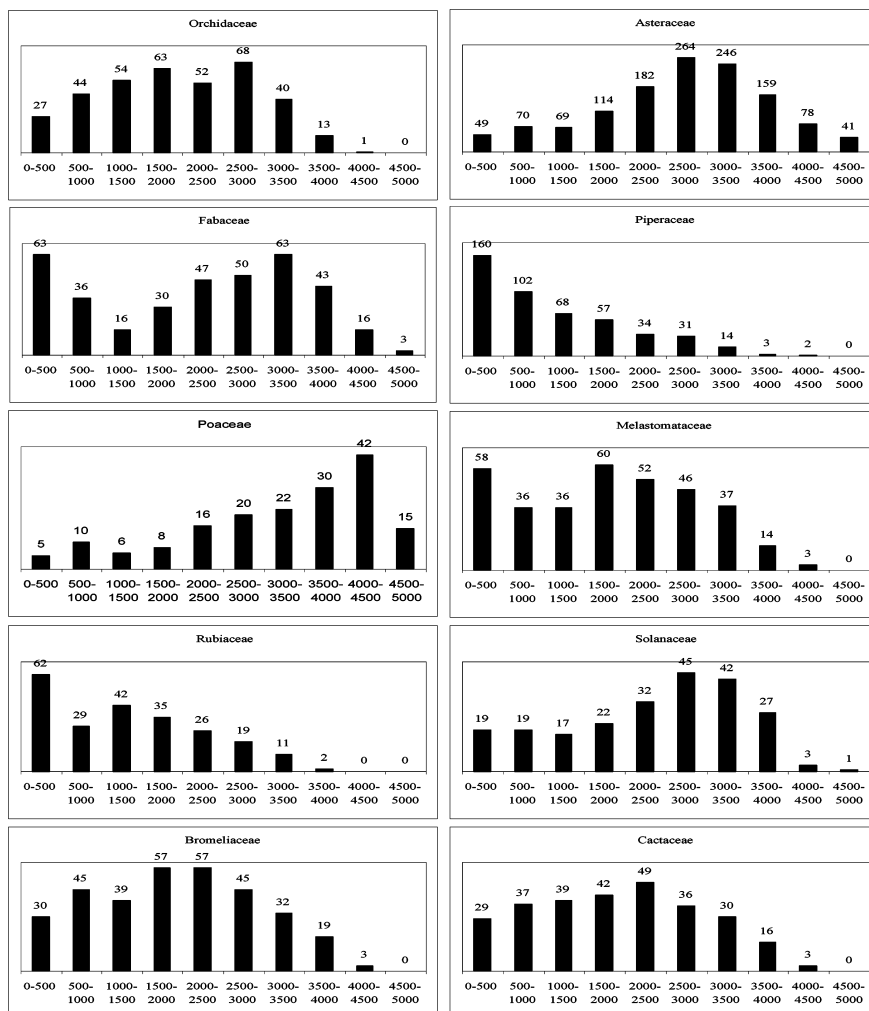 Orchidaceae
27 44 54 63 52 68 40 13 1 0
0-500 500- 1000- 1500- 2000- 2500- 3000- 3500- 4000- 4500-
1000 1500 2000 2500 3000 3500 4000 4500 5000
Asteraceae
49 70 69 114 182 264 246 159 78 41
0-500 500- 1000- 1500- 2000- 2500- 3000- 3500- 4000- 4500-
1000 1500 2000 2500 3000 3500 4000 4500 5000
Fabaceae
63 36 16 30 47 50 63 43 16 3
0-500 500- 1000- 1500- 2000- 2500- 3000- 3500- 4000- 4500-
1000 1500 2000 2500 3000 3500 4000 4500 5000
Piperaceae
160 102 68 57 34 31 14 3 2 0
0-500 500- 1000- 1500- 2000- 2500- 3000- 3500- 4000- 4500-
1000 1500 2000 2500 3000 3500 4000 4500 5000
Poaceae
5 10 6 8 16 20 22 30 42 15
0-500 500- 1000- 1500- 2000- 2500- 3000- 3500- 4000- 4500-
1000 1500 2000 2500 3000 3500 4000 4500 5000
Melastomataceae
58 36 36 60 52 46 37 14 3 0
0-500 500- 1000- 1500- 2000- 2500- 3000- 3500- 4000- 4500-
1000 1500 2000 2500 3000 3500 4000 4500 5000
Rubiaceae
62 29 42 35 26 19 11 2 0 0
0-500 500- 1000- 1500- 2000- 2500- 3000- 3500- 4000- 4500-
1000 1500 2000 2500 3000 3500 4000 4500 5000
Solanaceae
19 19 17 22 32 45 42 27 3 1
0-500 500- 1000- 1500- 2000- 2500- 3000- 3500- 4000- 4500-
1000 1500 2000 2500 3000 3500 4000 4500 5000
Bromeliaceae
30 45 39 57 57 45 32 19 3 0
0-500 500- 1000- 1500- 2000- 2500- 3000- 3500- 4000- 4500-
1000 1500 2000 2500 3000 3500 4000 4500 5000
Cactaceae
29 37 39 42 49 36 30 16 3 0
0-500 500- 1000- 1500- 2000- 2500- 3000- 3500- 4000- 4500-
1000 1500 2000 2500 3000 3500 4000 4500 5000